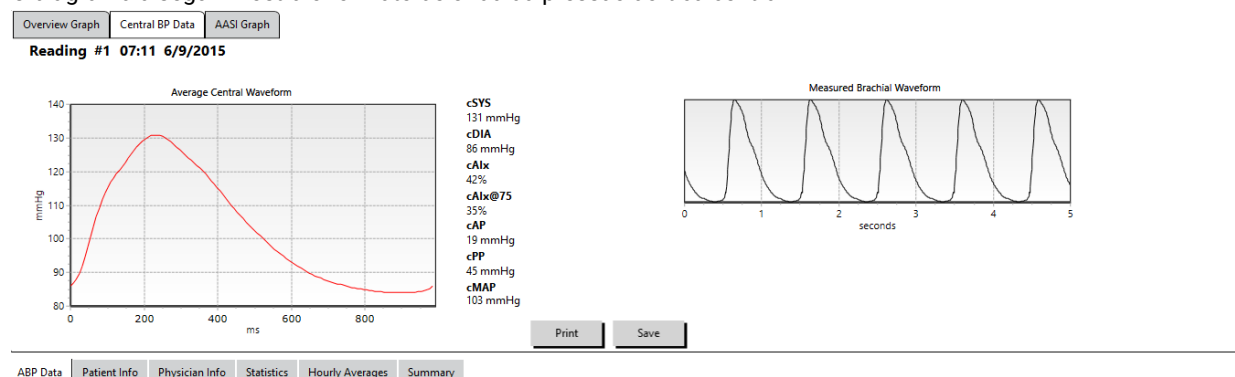 Overview Graph Central BP Data AASI Graph
Reading #1 07:11 6/9/2015
Average Central Waveform
140
130
120
110
100
90
80
mmHg
0 200 400 600 800
ms
cSYS
131 mmHg
cDIA
86 mmHg
cAIx
42%
cAIx@75
35%
cAP
19 mmHg
cPP
45 mmHg
cMAP
103 mmHg
Measured Brachial Waveform
0 1 2 3 4 5
seconds
Print Save
ABP Data Patient Info Physician Info Statistics Hourly Averages Summary